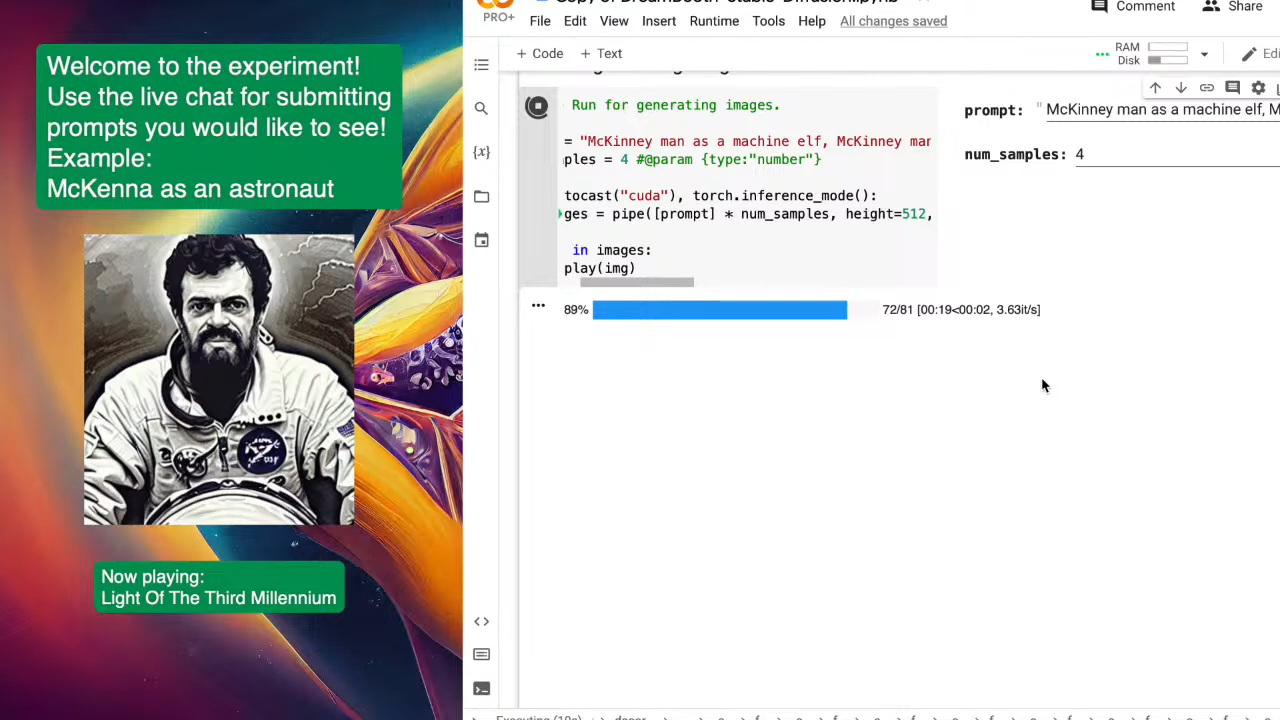 Welcome to the experiment!
Use the live chat for submitting
prompts you would like to see!
Example:
McKenna as an astronaut
Now playing:
Light Of The Third Millennium
PRO+
File Edit View Insert Runtime Tools Help All changes saved
Comment Share
+ Code + Text
RAM
Disk
Run for generating images.
= "McKinney man as a machine elf, McKinney mar
ples = 4 #@param {type:"number"}
tocast("cuda"), torch.inference_mode():
ges = pipe([prompt] * num_samples, height=512,
in images:
play(img)
prompt: " McKinney man as a machine elf, M
num_samples: 4
89% 72/81 [00:19<00:02, 3.63it/s]